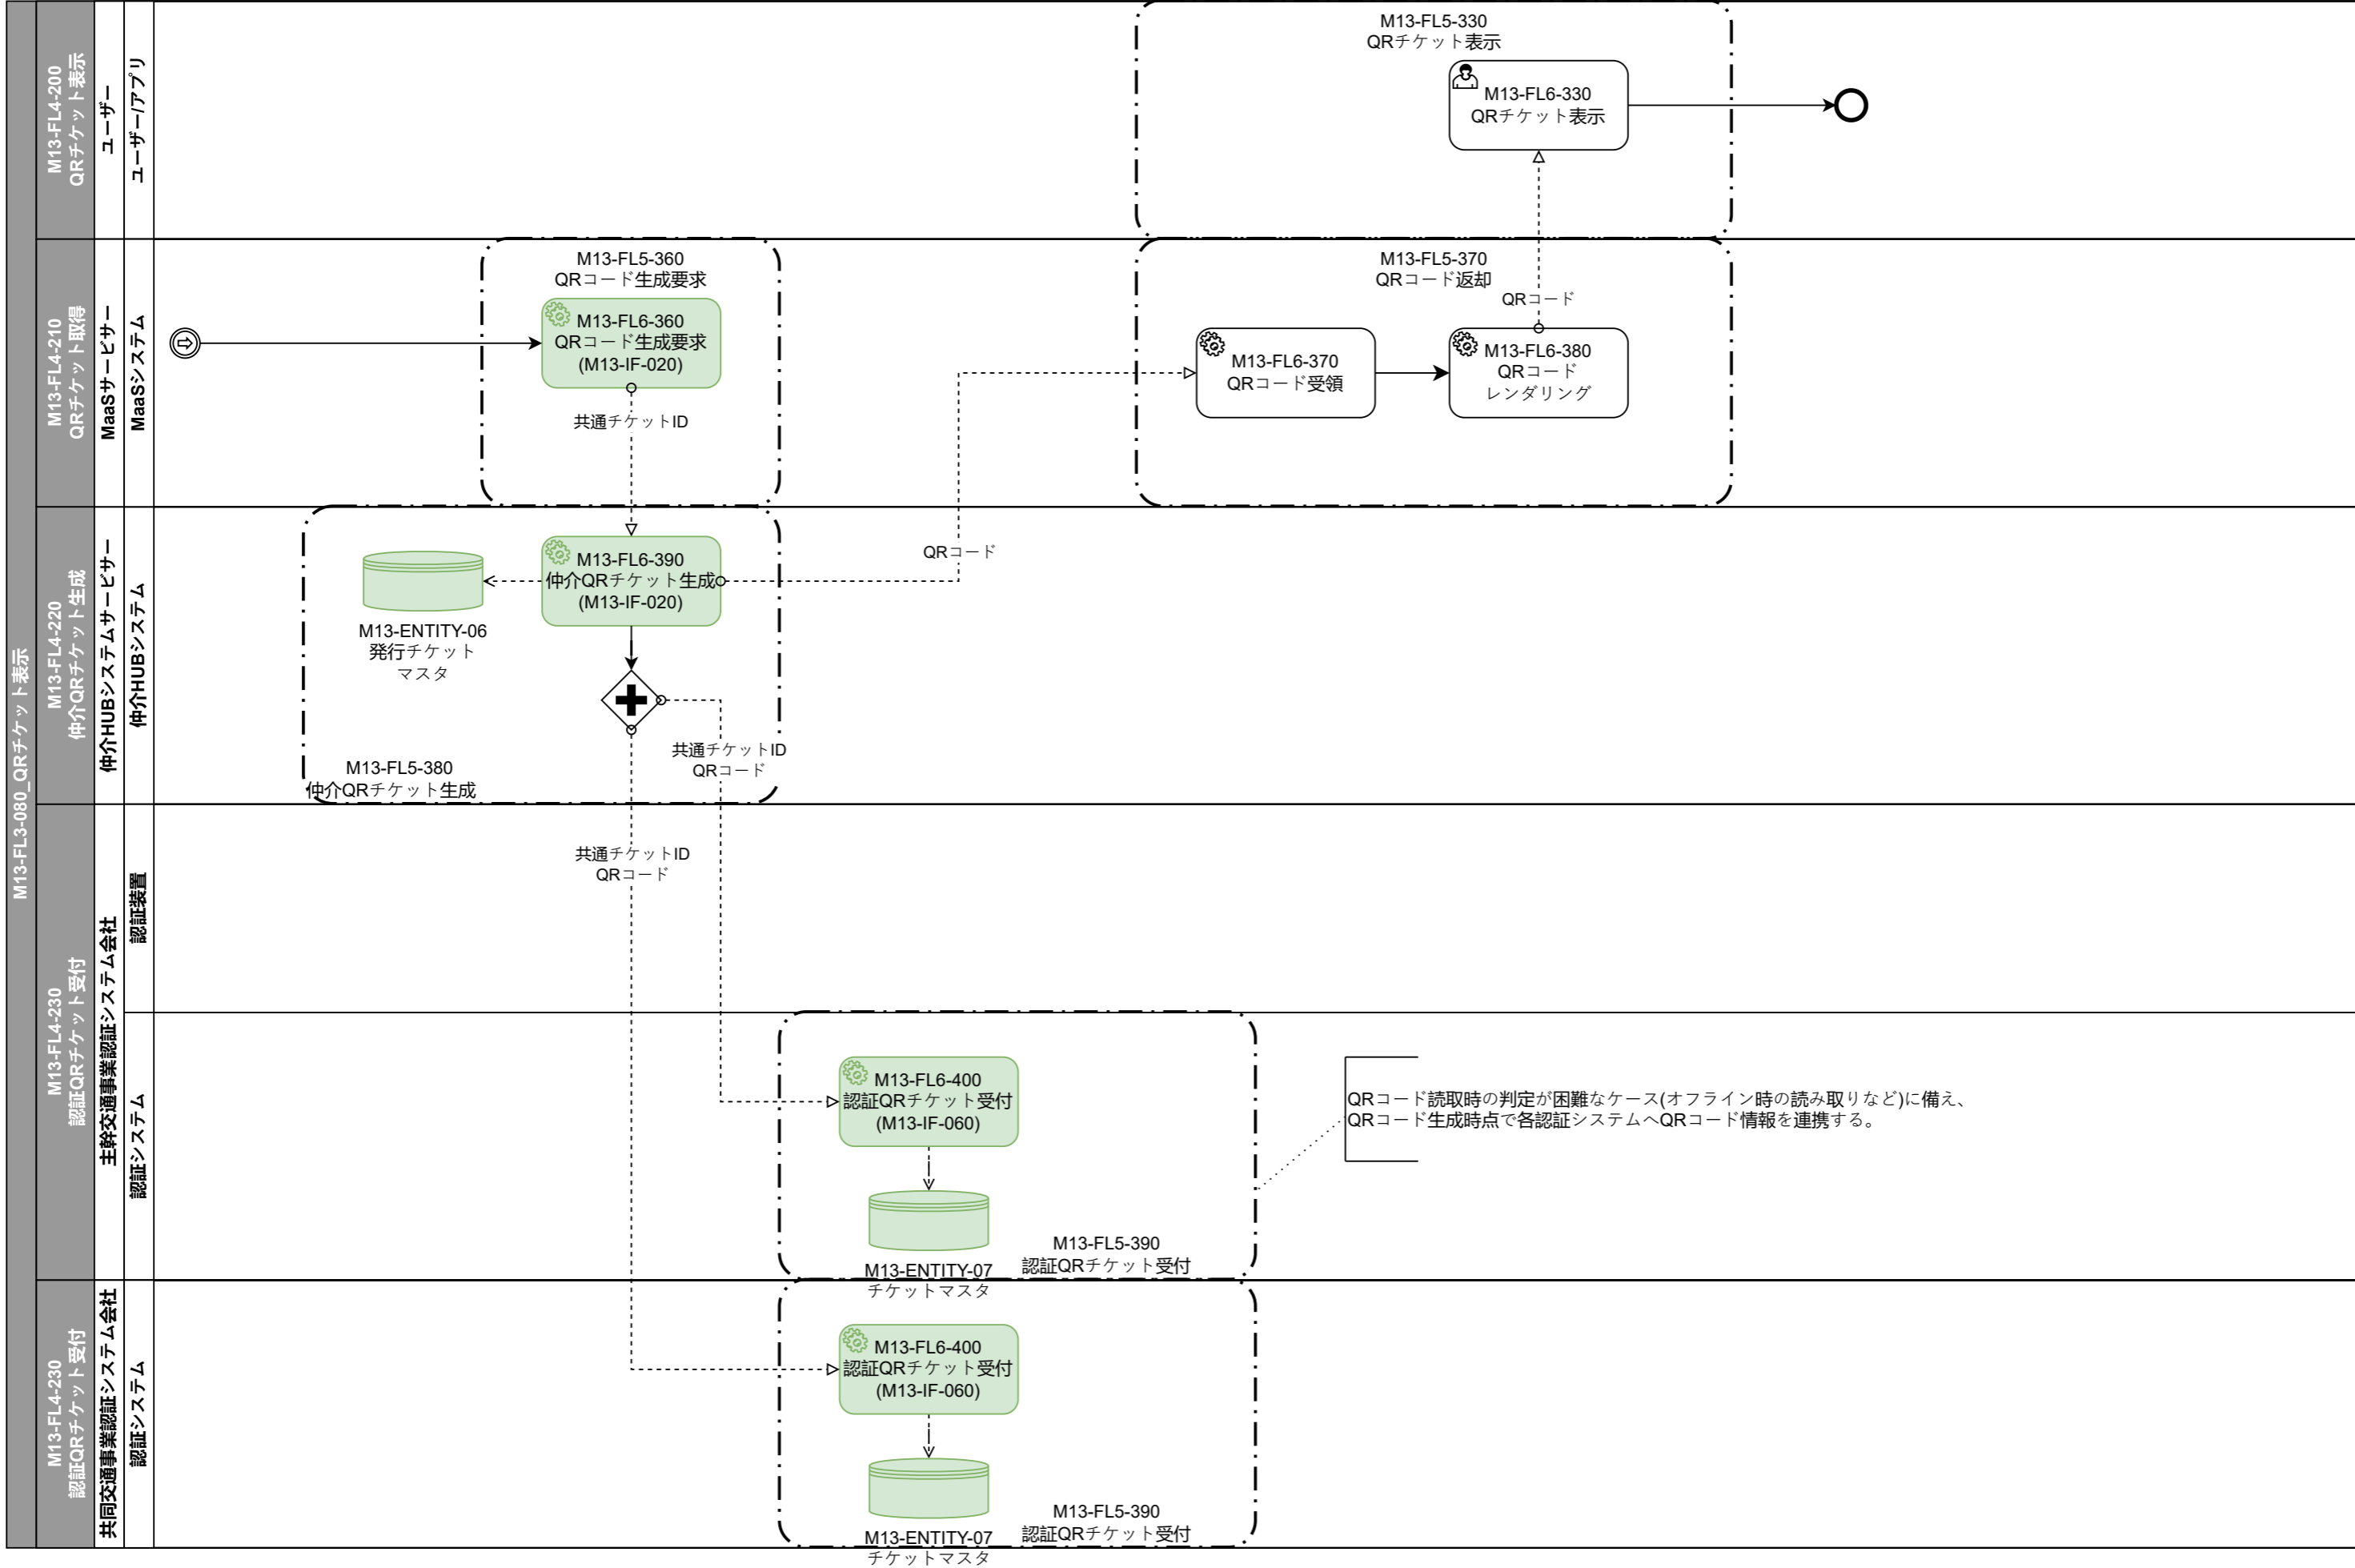 M13-FL3-080_QRチケット表示
M13-FL4-200
QRチケット表示
ユーザー
ユーザー/アプリ
M13-FL5-330
QRチケット表示
M13-FL6-330
QRチケット表示
M13-FL4-210
QRチケット取得
MaaSサービサー
MaaSシステム
M13-FL5-360
QRコード生成要求
M13-FL6-360
QRコード生成要求
(M13-IF-020)
共通チケットID
M13-FL5-370
QRコード返却
QRコード
M13-FL6-370
QRコード受領
M13-FL6-380
QRコード
レンダリング
M13-FL4-220
仲介QRチケット生成
仲介HUBシステムサービサー
仲介HUBシステム
M13-FL6-390
仲介QRチケット生成
(M13-IF-020)
QRコード
M13-ENTITY-06
発行チケット
マスタ
共通チケットID
QRコード
M13-FL5-380
仲介QRチケット生成
M13-FL4-230
認証QRチケット受付
主幹交通事業認証システム会社
認証装置
共通チケットID
QRコード
認証システム
M13-FL6-400
認証QRチケット受付
(M13-IF-060)
QRコード読取時の判定が困難なケース(オフライン時の読み取りなど)に備え、
QRコード生成時点で各認証システムへQRコード情報を連携する。
M13-FL5-390
認証QRチケット受付
M13-ENTITY-07
チケットマスタ
M13-FL4-230
認証QRチケット受付
共同交通事業認証システム会社
認証システム
M13-FL6-400
認証QRチケット受付
(M13-IF-060)
M13-FL5-390
認証QRチケット受付
M13-ENTITY-07
チケットマスタ